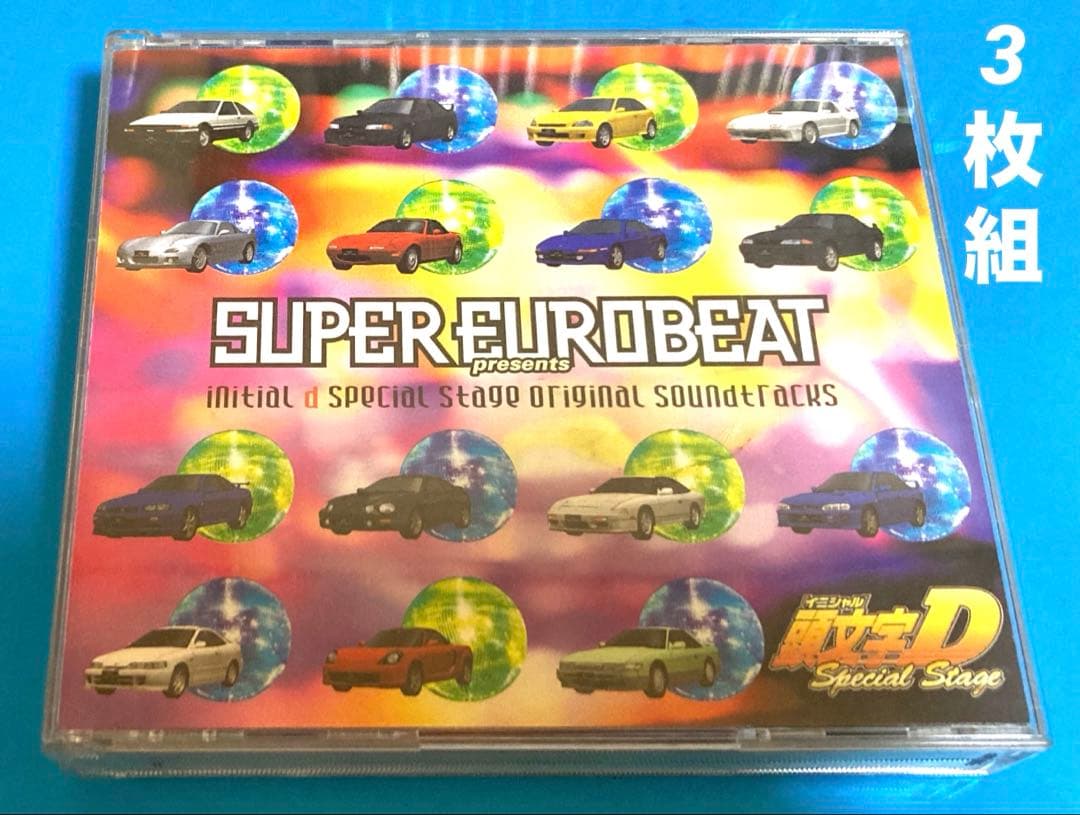 3枚組
SUPER EUROBEAT
presents
initial d Special Stage Original Soundtracks
イニシャル
頭文字D
Special Stage